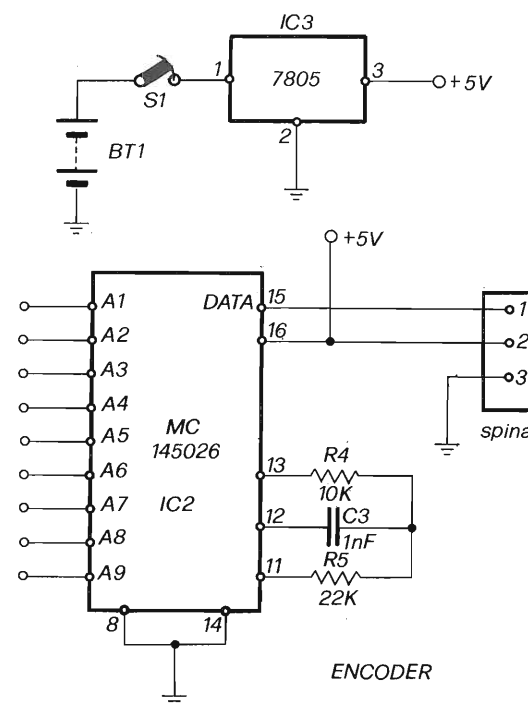 IC3
1 7805 3 +5V
S1
2
BT1
+5V
A1 DATA 15 1
A2 16 2
A3 3
A4 MC
A5 145026 spina
A6 13 R4
10K
A7 IC2 12 C3
1nF
A8 R5
A9 11
22K
8 14
ENCODER